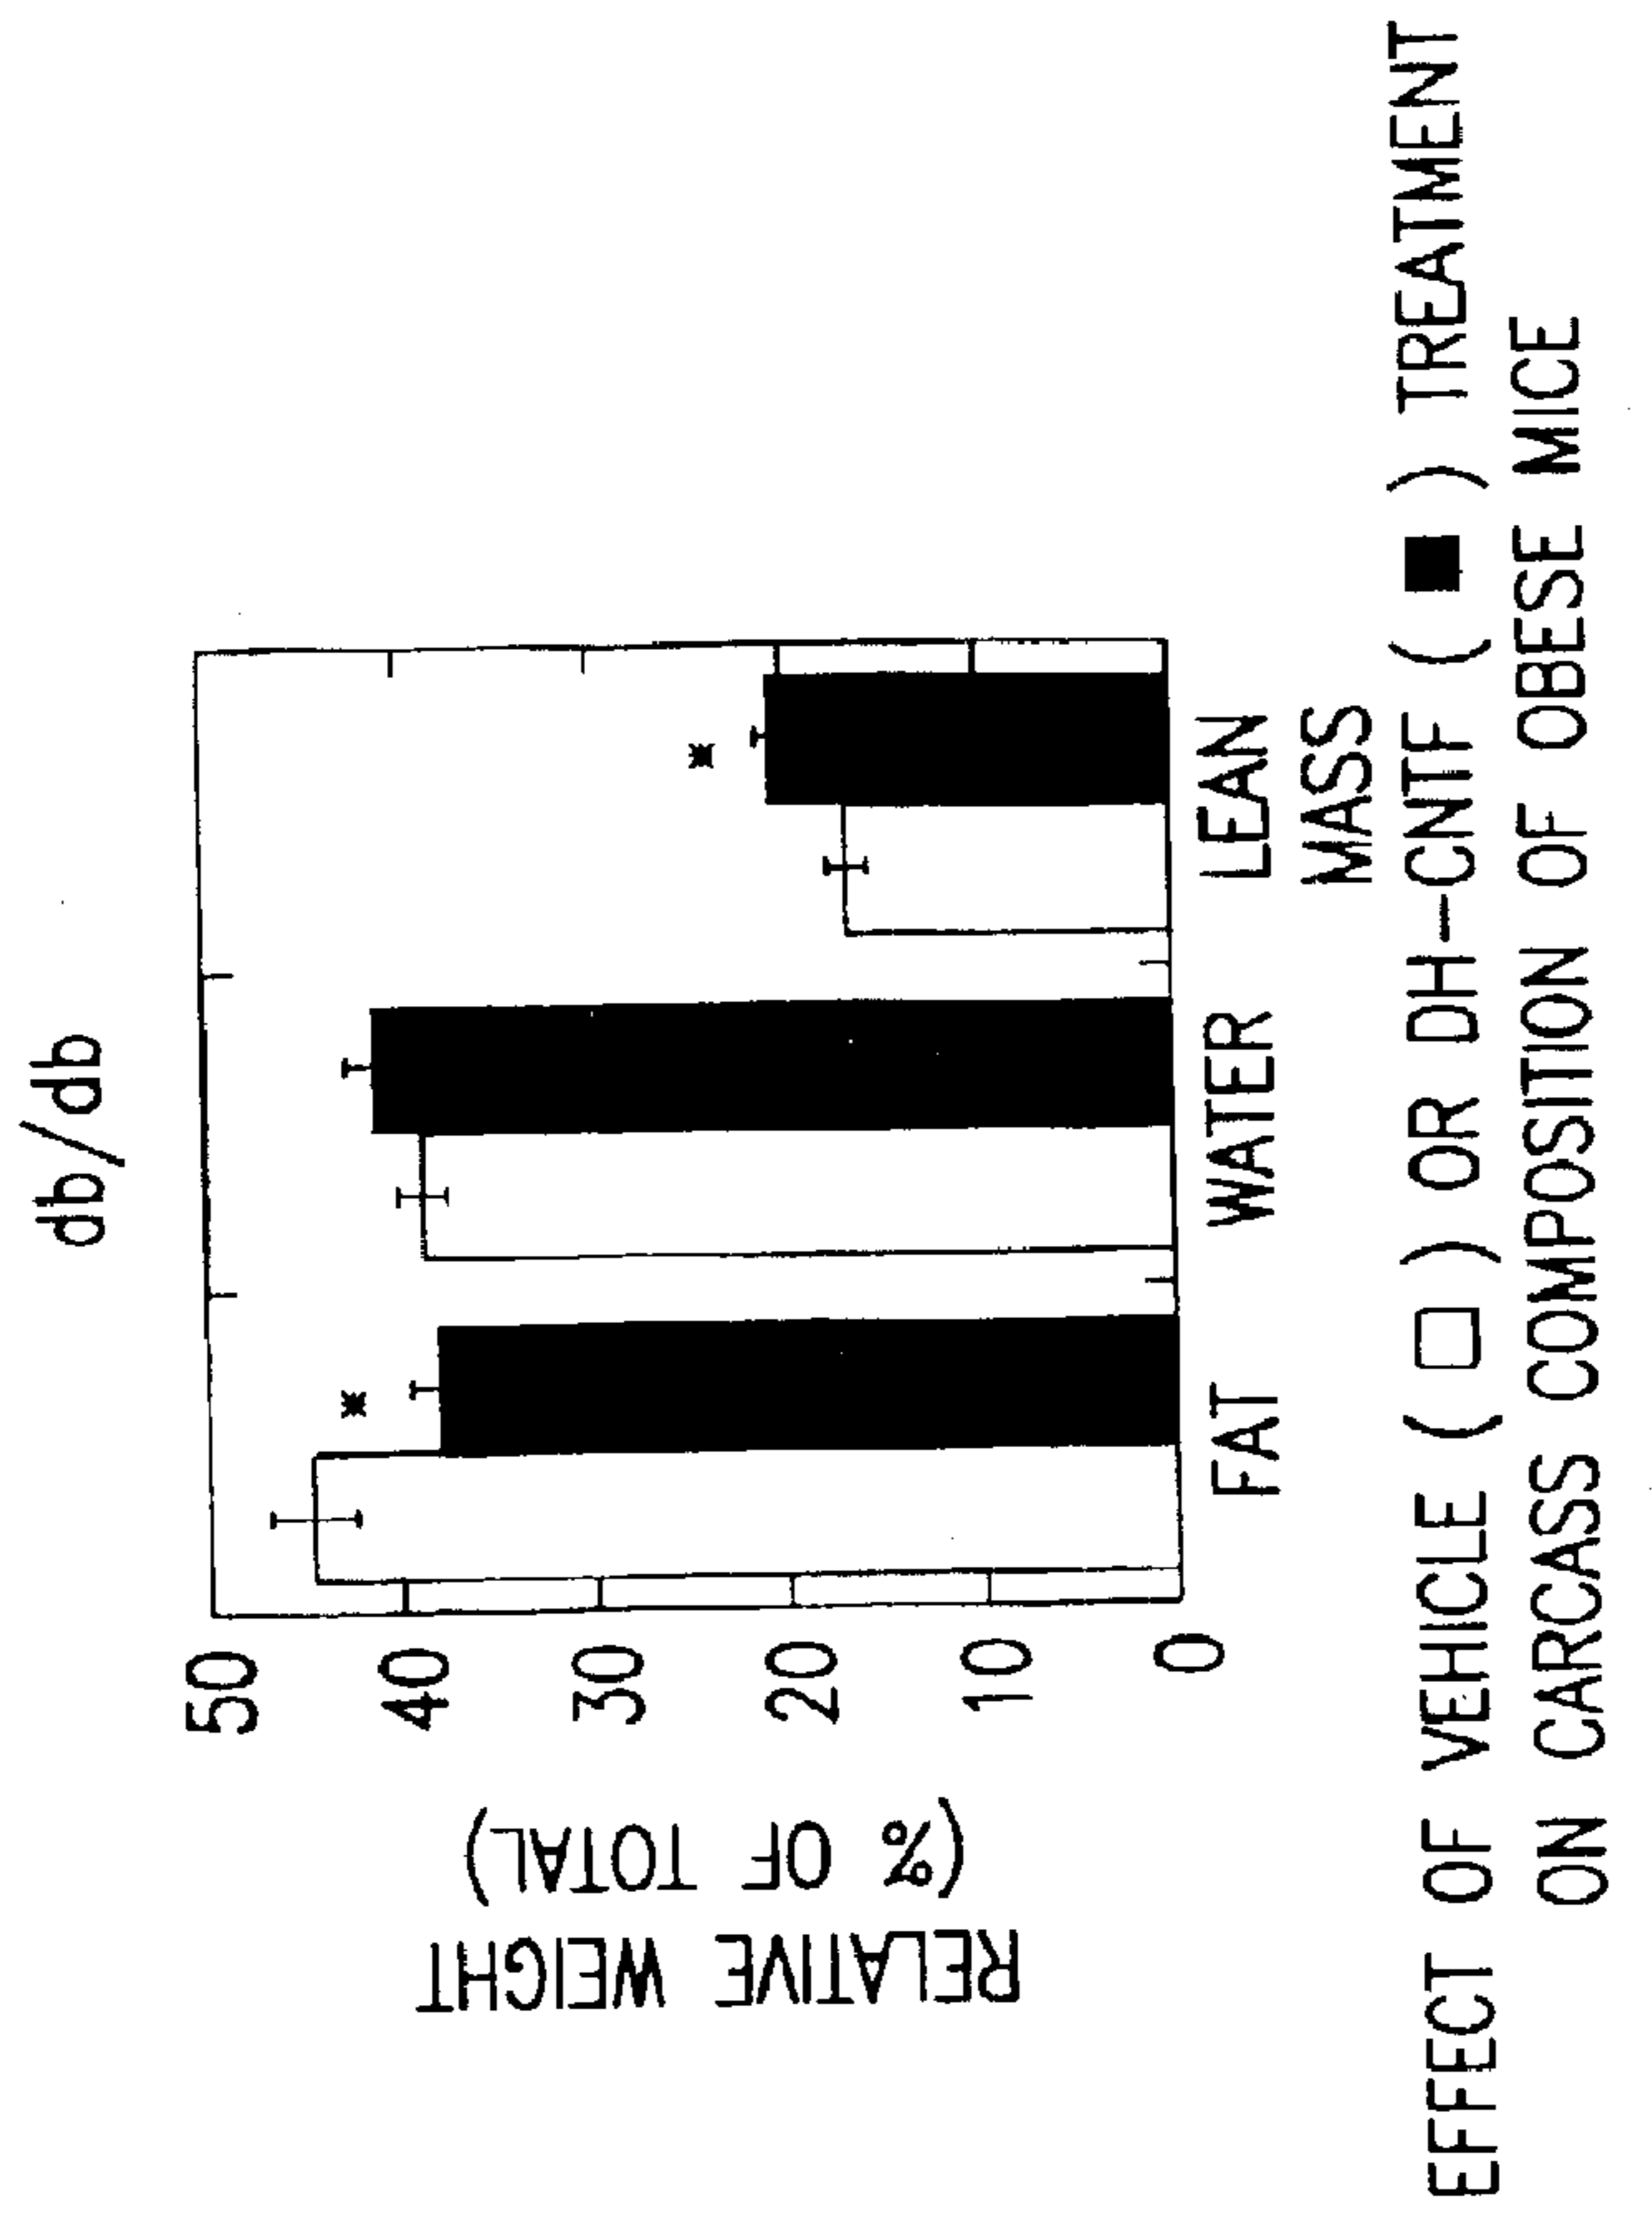 db/db
RELATIVE WEIGHT
(% OF TOTAL)
50
40
30
20
10
0
*
*
FAT
WATER
LEAN
MASS
EFFECT OF VEHICLE ( □ ) OR DH-CNTF ( ■ ) TREATMENT
ON CARCASS COMPOSITION OF OBESE MICE